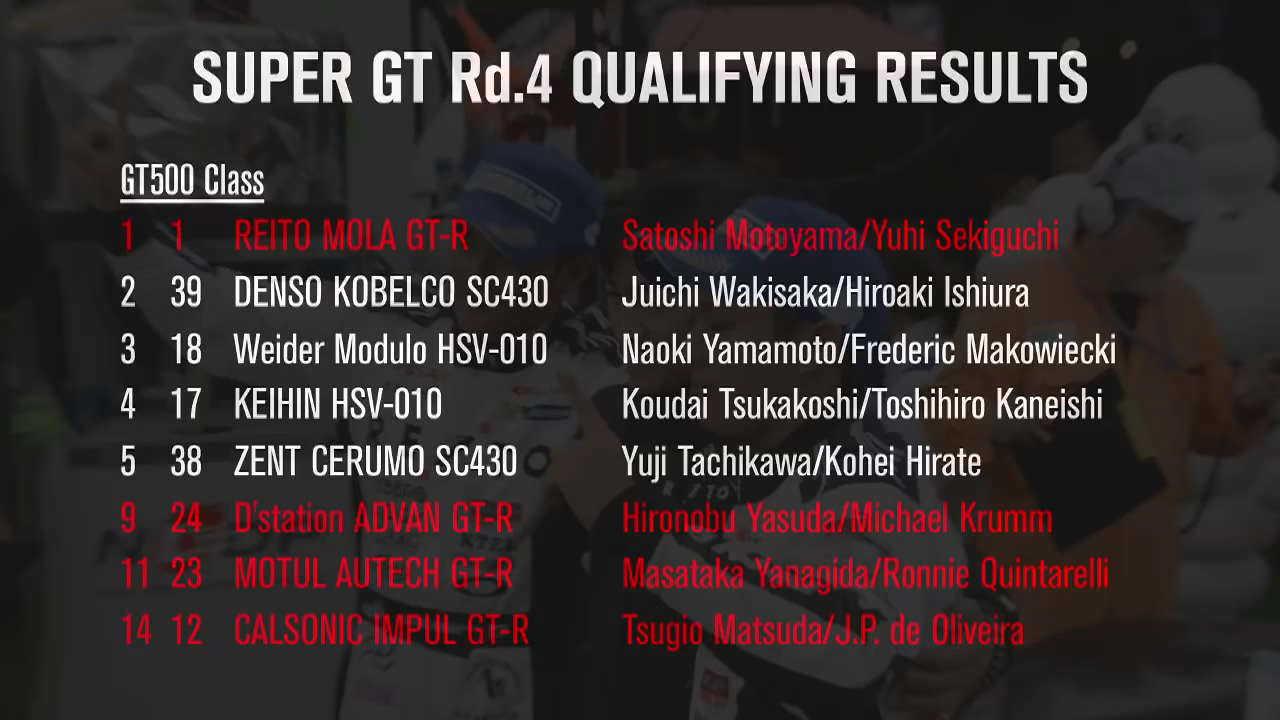 SUPER GT Rd.4 QUALIFYING RESULTS
GT500 Class
1 1 REITO MOLA GT-R Satoshi Motoyama/Yuhi Sekiguchi
2 39 DENSO KOBELCO SC430 Juichi Wakisaka/Hiroaki Ishiura
3 18 Weider Modulo HSV-010 Naoki Yamamoto/Frederic Makowiecki
4 17 KEIHIN HSV-010 Koudai Tsukakoshi/Toshihiro Kaneishi
5 38 ZENT CERUMO SC430 Yuji Tachikawa/Kohei Hirate
9 24 D'station ADVAN GT-R Hironobu Yasuda/Michael Krumm
11 23 MOTUL AUTECH GT-R Masataka Yanagida/Ronnie Quintarelli
14 12 CALSONIC IMPUL GT-R Tsugio Matsuda/J.P. de Oliveira